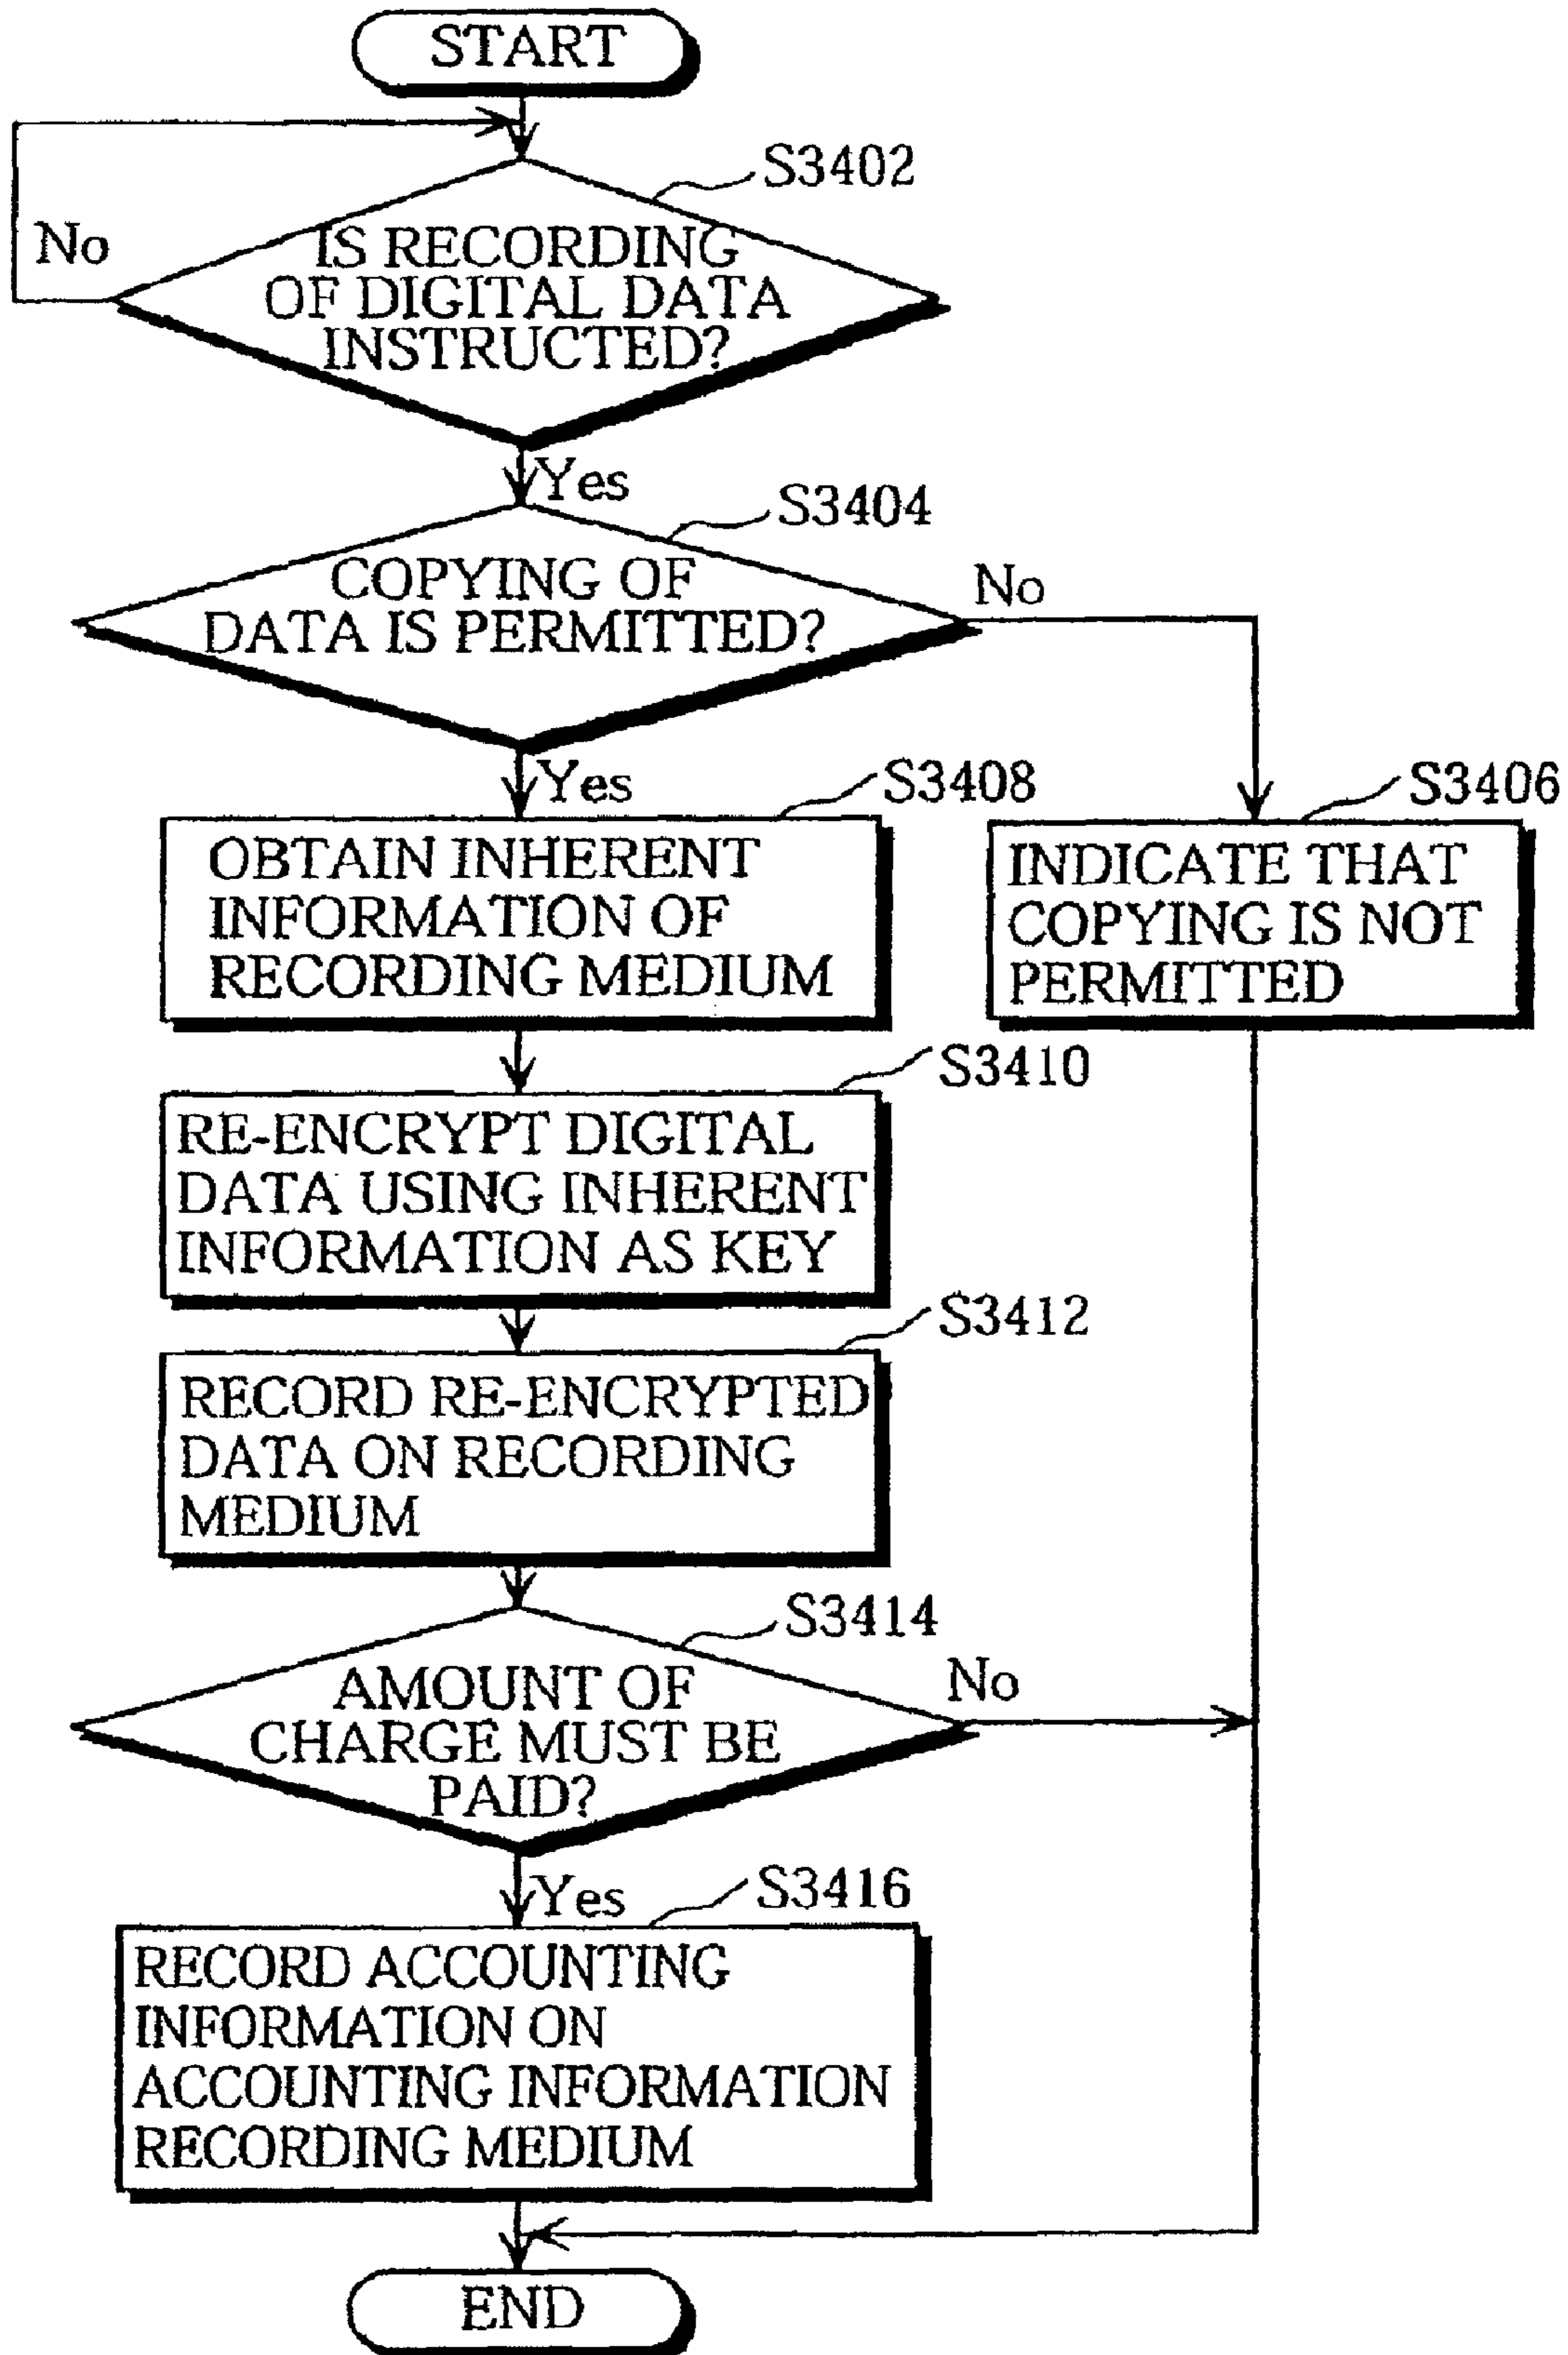 START
S3402
No
IS RECORDING
OF DIGITAL DATA
INSTRUCTED?
Yes
S3404
COPYING OF
DATA IS PERMITTED?
No
Yes
S3408
S3406
OBTAIN INHERENT
INFORMATION OF
RECORDING MEDIUM
INDICATE THAT
COPYING IS NOT
PERMITTED
S3410
RE-ENCRYPT DIGITAL
DATA USING INHERENT
INFORMATION AS KEY
S3412
RECORD RE-ENCRYPTED
DATA ON RECORDING
MEDIUM
S3414
AMOUNT OF
CHARGE MUST BE
PAID?
No
Yes
S3416
RECORD ACCOUNTING
INFORMATION ON
ACCOUNTING INFORMATION
RECORDING MEDIUM
END